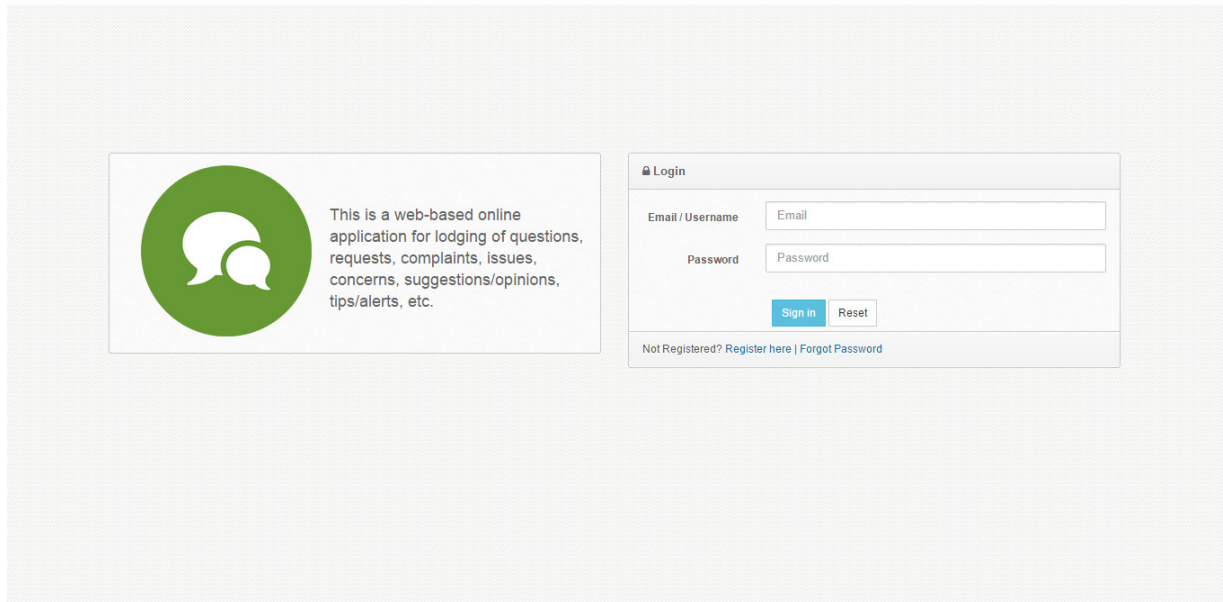 This is a web-based online
application for lodging of questions,
requests, complaints, issues,
concerns, suggestions/opinions,
tips/alerts, etc.
Login
Email / Username
Email
Password
Password
Sign in
Reset
Not Registered? Register here | Forgot Password